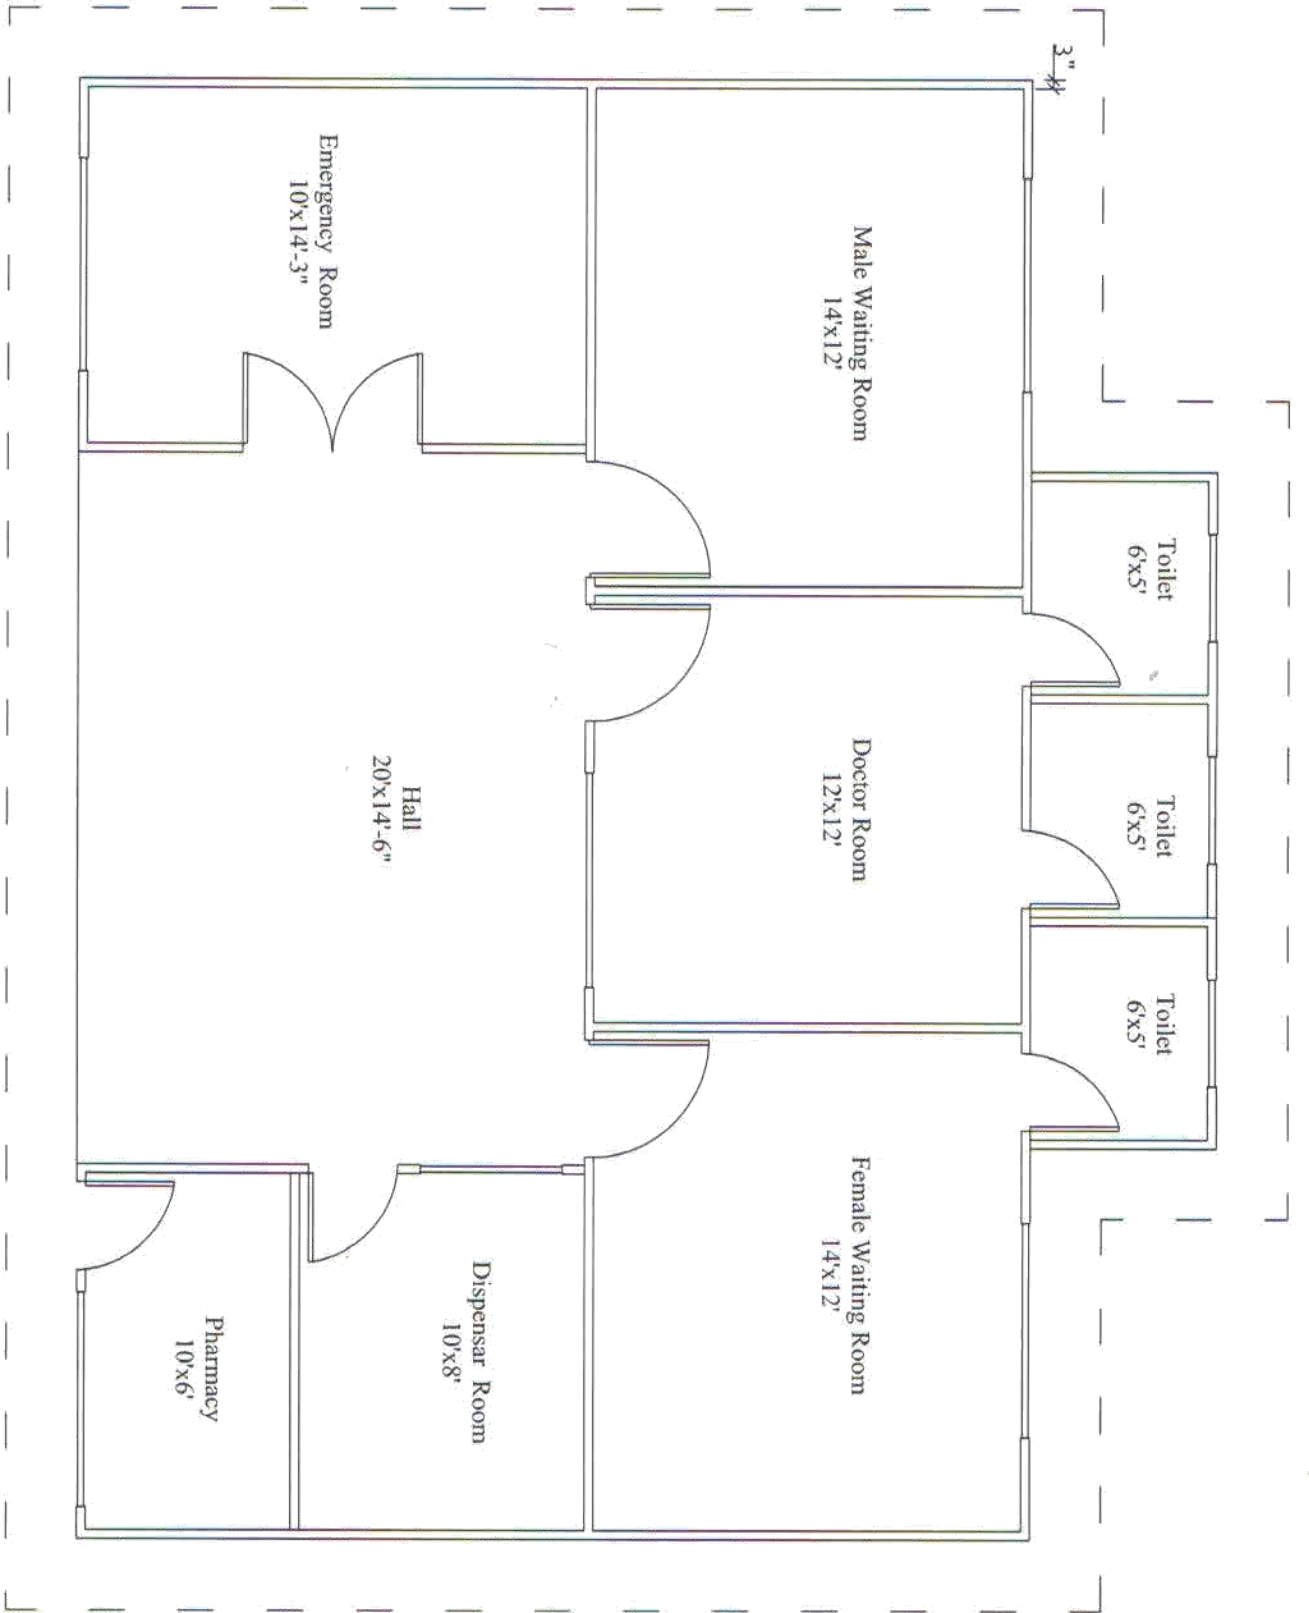 Toilet
6'x5'
Toilet
6'x5'
Toilet
6'x5'
3"
Male Waiting Room
14'x12'
Doctor Room
12'x12'
Female Waiting Room
14'x12'
Emergency Room
10'x14'-3"
Hall
20'x14'-6"
Dispensar Room
10'x8'
Pharmacy
10'x6'